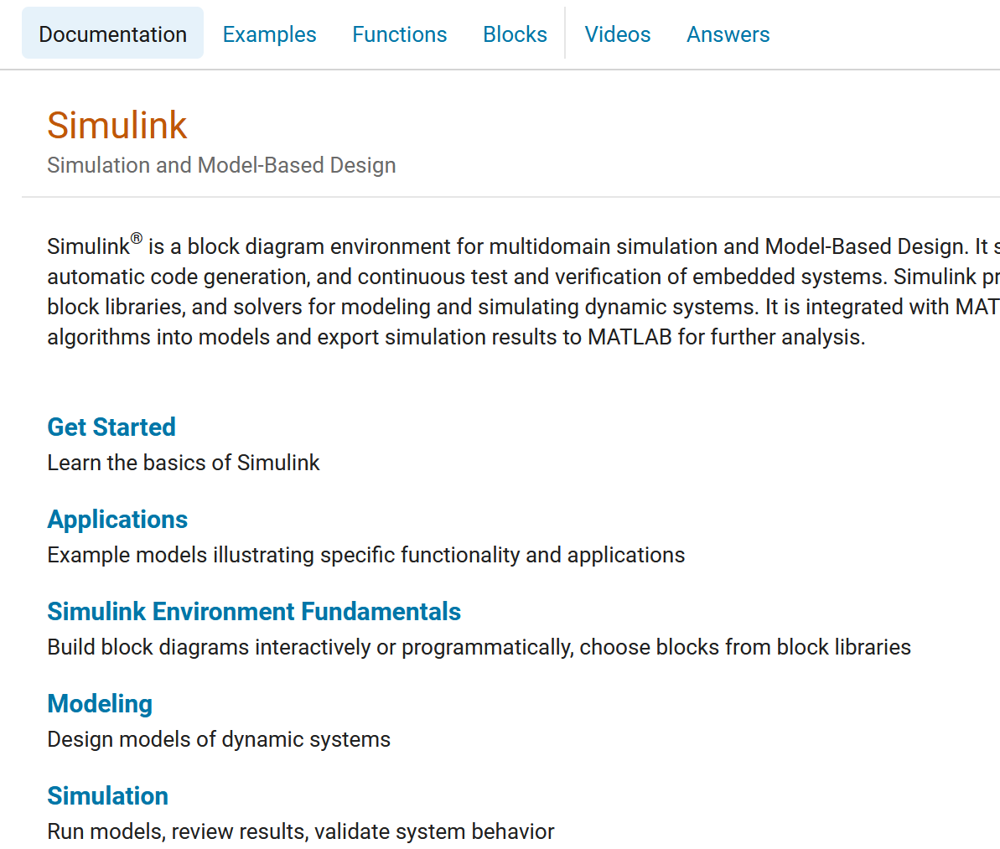 Documentation Examples Functions Blocks Videos Answers
Simulink
Simulation and Model-Based Design
Simulink® is a block diagram environment for multidomain simulation and Model-Based Design. It
automatic code generation, and continuous test and verification of embedded systems. Simulink
block libraries, and solvers for modeling and simulating dynamic systems. It is integrated with
algorithms into models and export simulation results to MATLAB for further analysis.
Get Started
Learn the basics of Simulink
Applications
Example models illustrating specific functionality and applications
Simulink Environment Fundamentals
Build block diagrams interactively or programmatically, choose blocks from block libraries
Modeling
Design models of dynamic systems
Simulation
Run models, review results, validate system behavior